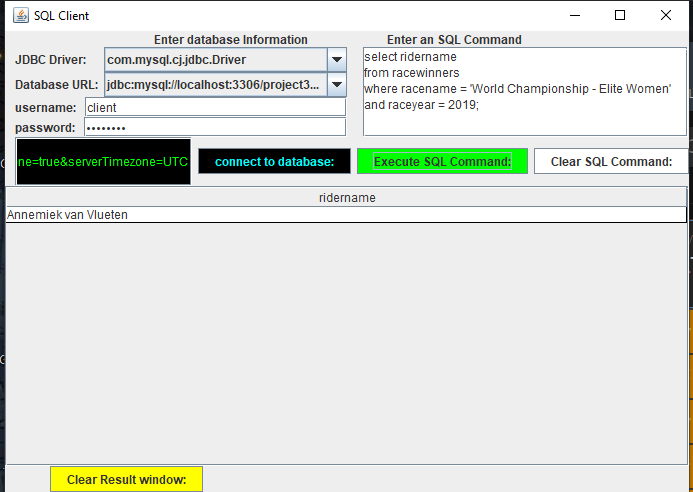 SQL Client
Enter database Information
JDBC Driver:
com.mysql.cj.jdbc.Driver
Database URL:
jdbc:mysql://localhost:3306/project3...
username:
client
password:
••••••••
Enter an SQL Command
select ridername
from racewinners
where racename = 'World Championship - Elite Women'
and raceyear = 2019;
ne=true&serverTimezone=UTC
connect to database:
Execute SQL Command:
Clear SQL Command:
ridername
Annemiek van Vlueten
Clear Result window: